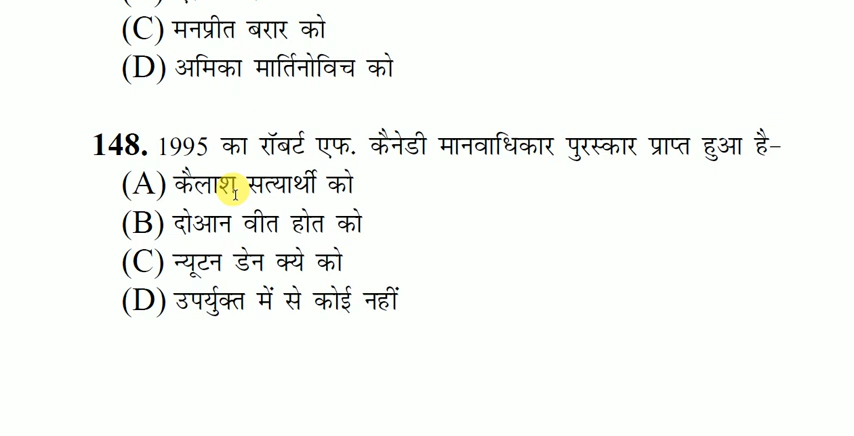 (C) मनप्रीत बरार को
(D) अमिका मार्तिनोविच को
148. 1995 का रॉबर्ट एफ. कैनेडी मानवाधिकार पुरस्कार प्राप्त हुआ है-
(A) कैलाश सत्यार्थी को
(B) दोआन वीत होत को
(C) न्यूटन डेन क्ये को
(D) उपर्युक्त में से कोई नहीं